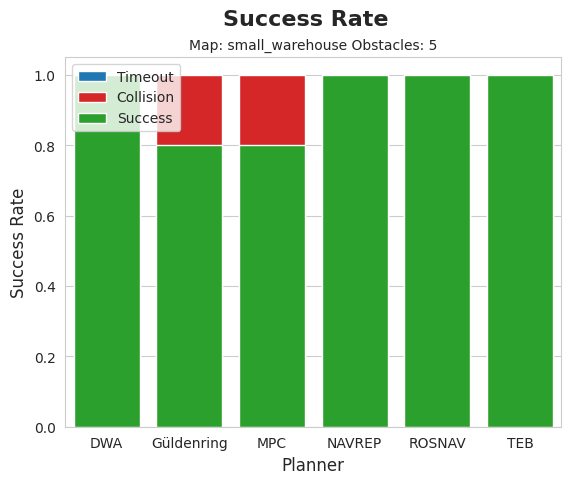 Success Rate
Map: small_warehouse Obstacles: 5
Timeout
Collision
Success
1.0
0.8
0.6
0.4
0.2
0.0
Success Rate
DWA Güldenring MPC NAVREP ROSNAV TEB
Planner